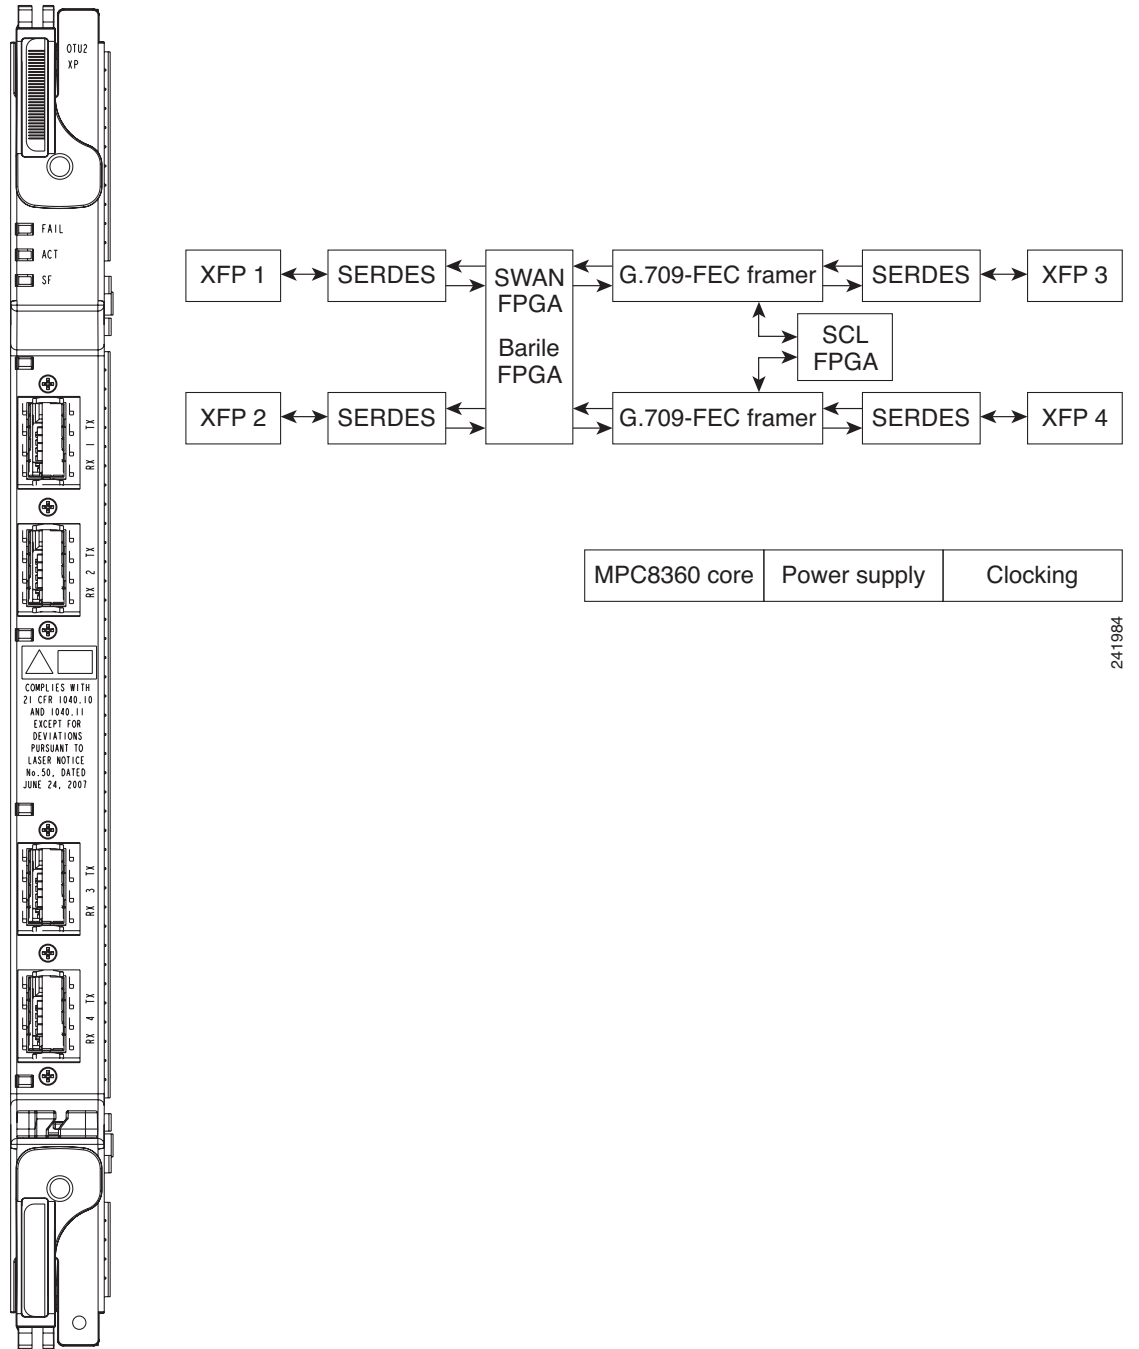 OTU2
XP
FAIL
ACT
SF
RX 1 TX
RX 2 TX
COMPLIES WITH
21 CFR 1040.10
AND 1040.11
EXCEPT FOR
DEVIATIONS
PURSUANT TO
LASER NOTICE
No.50, DATED
JUNE 24, 2007
RX 3 TX
RX 4 TX
XFP 1
SERDES
SWAN
FPGA
Barile
FPGA
G.709-FEC framer
SERDES
XFP 3
SCL
FPGA
XFP 2
SERDES
G.709-FEC framer
SERDES
XFP 4
MPC8360 core
Power supply
Clocking
241984